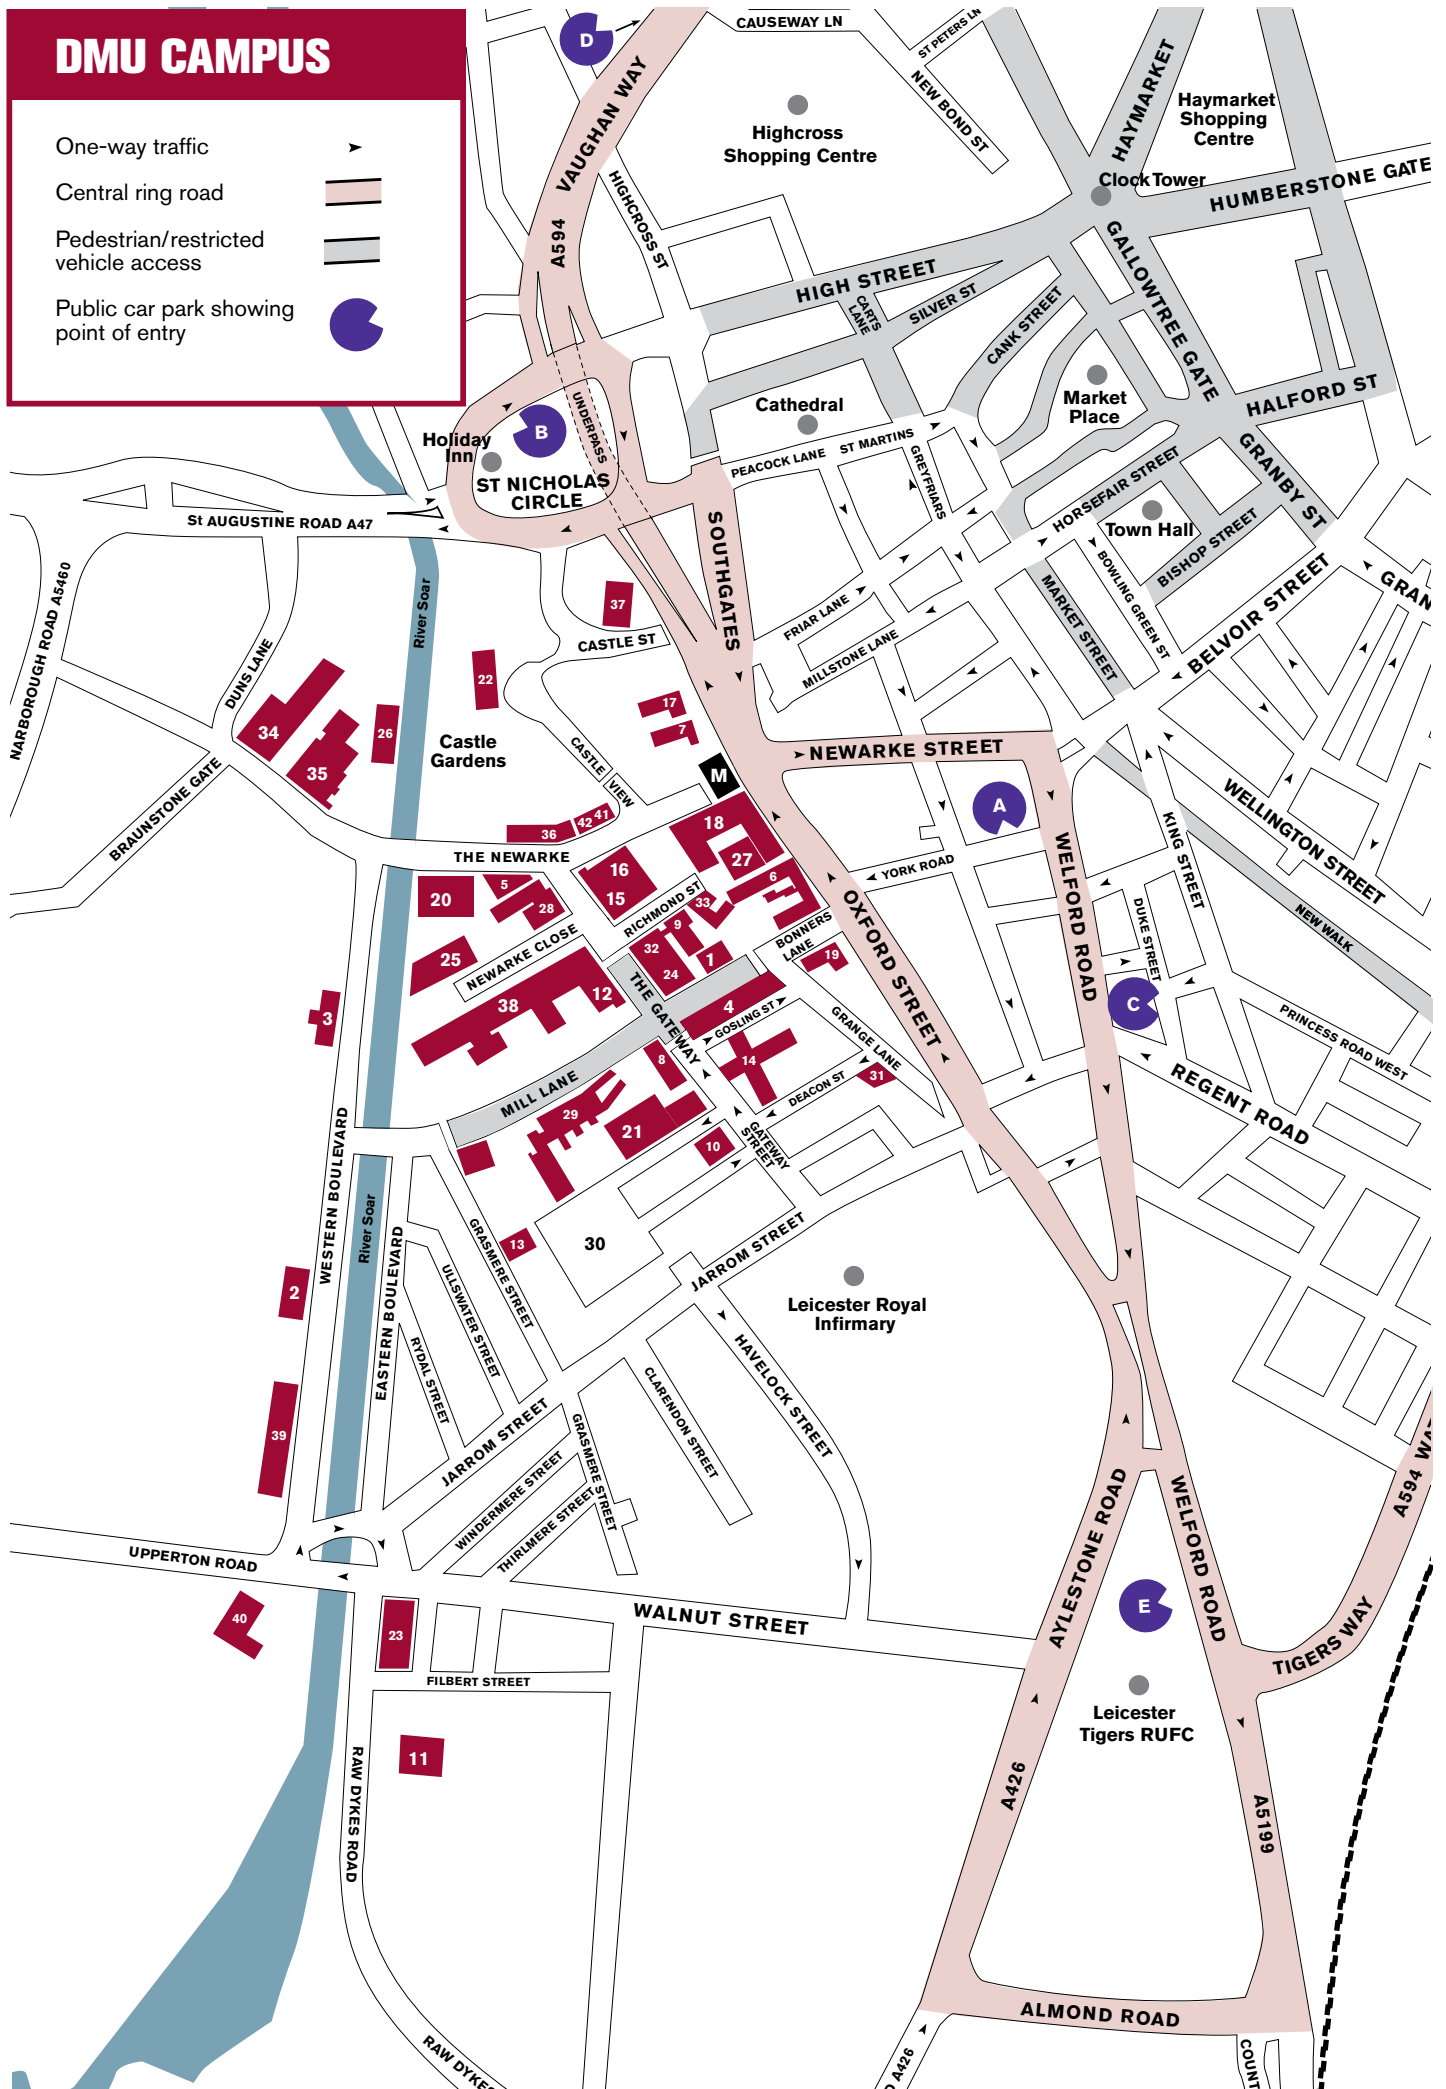 DMU CAMPUS
One-way traffic
Central ring road
Pedestrian/restricted
vehicle access
Public car park showing
point of entry
D
CAUSEWAY LN
ST PETERS LN
NEW BOND ST
VAUGHAN WAY
A594
HIGHCROSS ST
Highcross
Shopping Centre
HAYMARKET
Haymarket
Shopping
Centre
Clock Tower
HUMBERSTONE GATE
GALLOWTREE GATE
HIGH STREET
CARTS
LANE
SILVER ST
CANK STREET
Market
Place
HALFORD ST
Cathedral
PEACOCK LANE
ST MARTINS
GREYFRIARS
HORSEFAIR STREET
GRANBY ST
Town Hall
BISHOP STREET
BOWLING GREEN ST
MARKET STREET
BELVOIR STREET
GRAN
Holiday
Inn
B
UNDERPASS
ST NICHOLAS
CIRCLE
St AUGUSTINE ROAD A47
SOUTHGATES
NARBOROUGH ROAD A5460
River Soar
37
CASTLE ST
FRIAR LANE
MILLSTONE LANE
DUNS LANE
22
34
35
26
Castle
Gardens
17
7
CASTLE
VIEW
M
NEWARKE STREET
A
BRAUNSTONE GATE
36
42
41
18
THE NEWARKE
16
15
27
6
YORK ROAD
WELFORD ROAD
KING STREET
WELLINGTON STREET
NEW WALK
DUKE STREET
20
5
28
RICHMOND ST
33
9
32
24
1
BONNERS
LANE
19
OXFORD STREET
25
NEWARKE CLOSE
38
12
THE GATEWAY
4
GOSLING ST
C
3
GRANGE LANE
PRINCESS ROAD WEST
8
14
31
DEACON ST
REGENT ROAD
MILL LANE
29
21
10
GATEWAY
STREET
WESTERN BOULEVARD
River Soar
EASTERN BOULEVARD
13
30
GRASMERE STREET
JARROM STREET
Leicester Royal
Infirmary
2
ULLSWATER STREET
RYDAL STREET
HAVELOCK STREET
CLARENDON STREET
39
JARROM STREET
GRASMERE STREET
WINDERMERE STREET
THIRLMERE STREET
AYLESTONE ROAD
WELFORD ROAD
A594 WA
UPPERTON ROAD
40
23
WALNUT STREET
E
TIGERS WAY
FILBERT STREET
Leicester
Tigers RUFC
11
RAW DYKES ROAD
A426
A5199
ALMOND ROAD
RAW DYKES
A426
COUNT